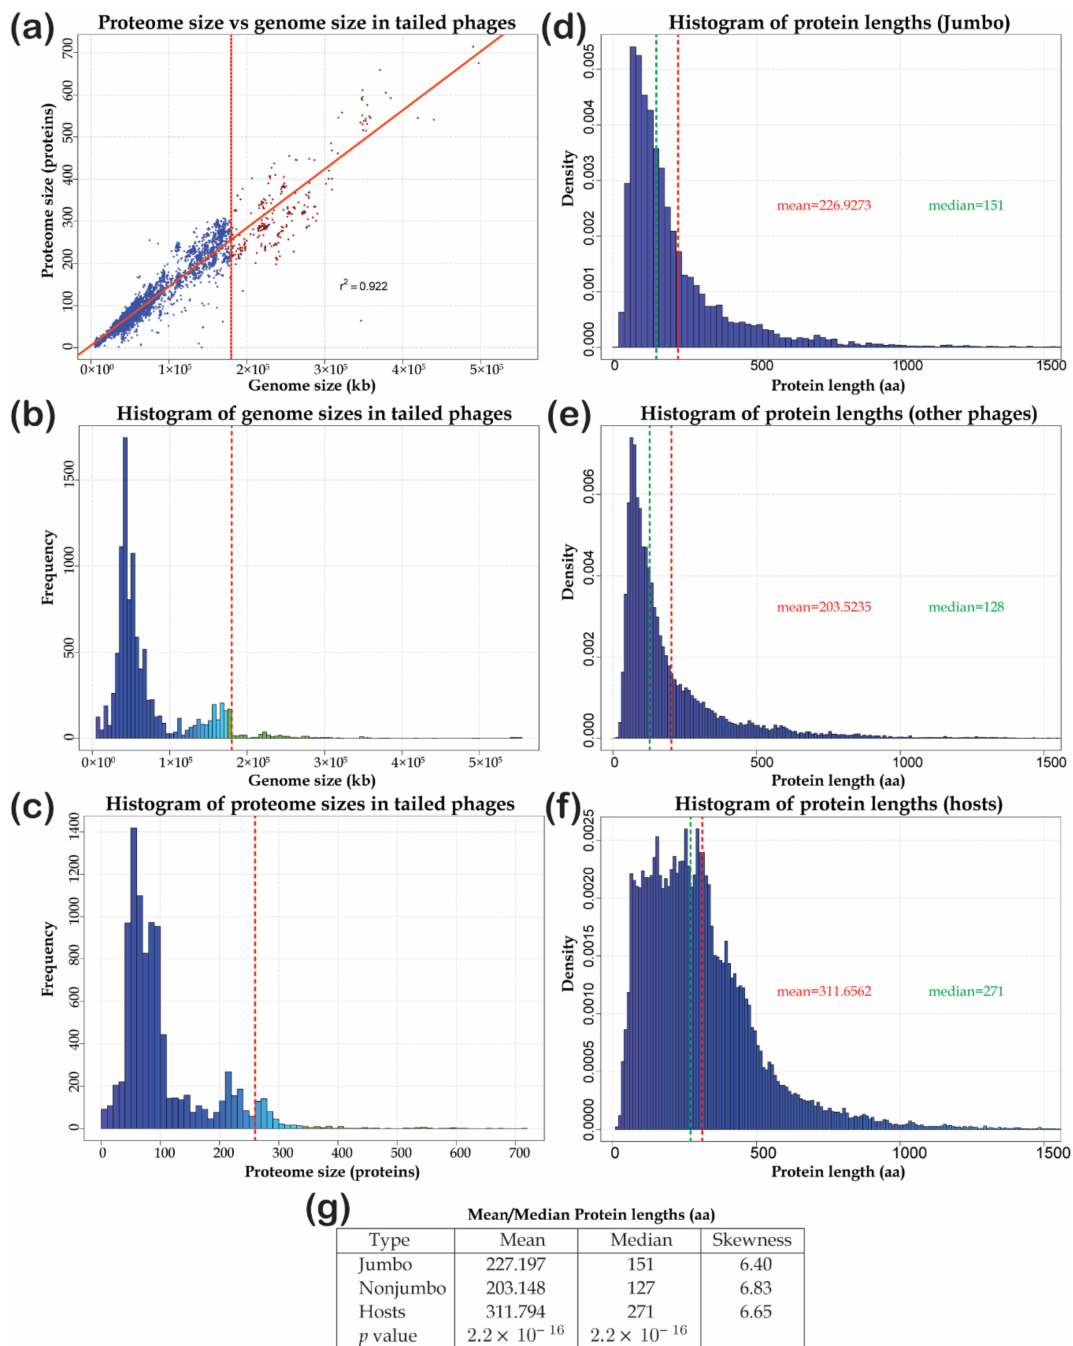 (a)
Proteome size vs genome size in tailed phages
Proteome size (proteins)
700
600
500
400
300
200
100
0
r² = 0.922
0×10⁰ 1×10⁵ 2×10⁵ 3×10⁵ 4×10⁵ 5×10⁵
Genome size (kb)
(b)
Histogram of genome sizes in tailed phages
Frequency
1500
1000
500
0
0×10⁰ 1×10⁵ 2×10⁵ 3×10⁵ 4×10⁵ 5×10⁵
Genome size (kb)
(c)
Histogram of proteome sizes in tailed phages
Frequency
1400
1200
1000
800
600
400
200
0
0 100 200 300 400 500 600 700
Proteome size (proteins)
(d)
Histogram of protein lengths (Jumbo)
Density
0.005
0.004
0.003
0.002
0.001
0.000
mean=226.9273 median=151
0 500 1000 1500
Protein length (aa)
(e)
Histogram of protein lengths (other phages)
Density
0.006
0.004
0.002
0.000
mean=203.5235 median=128
0 500 1000 1500
Protein length (aa)
(f)
Histogram of protein lengths (hosts)
Density
0.0025
0.0020
0.0015
0.0010
0.0005
0.0000
mean=311.6562 median=271
0 500 1000 1500
Protein length (aa)
(g)
Mean/Median Protein lengths (aa)
Type Mean Median Skewness
Jumbo 227.197 151 6.40
Nonjumbo 203.148 127 6.83
Hosts 311.794 271 6.65
p value 2.2 × 10⁻¹⁶ 2.2 × 10⁻¹⁶